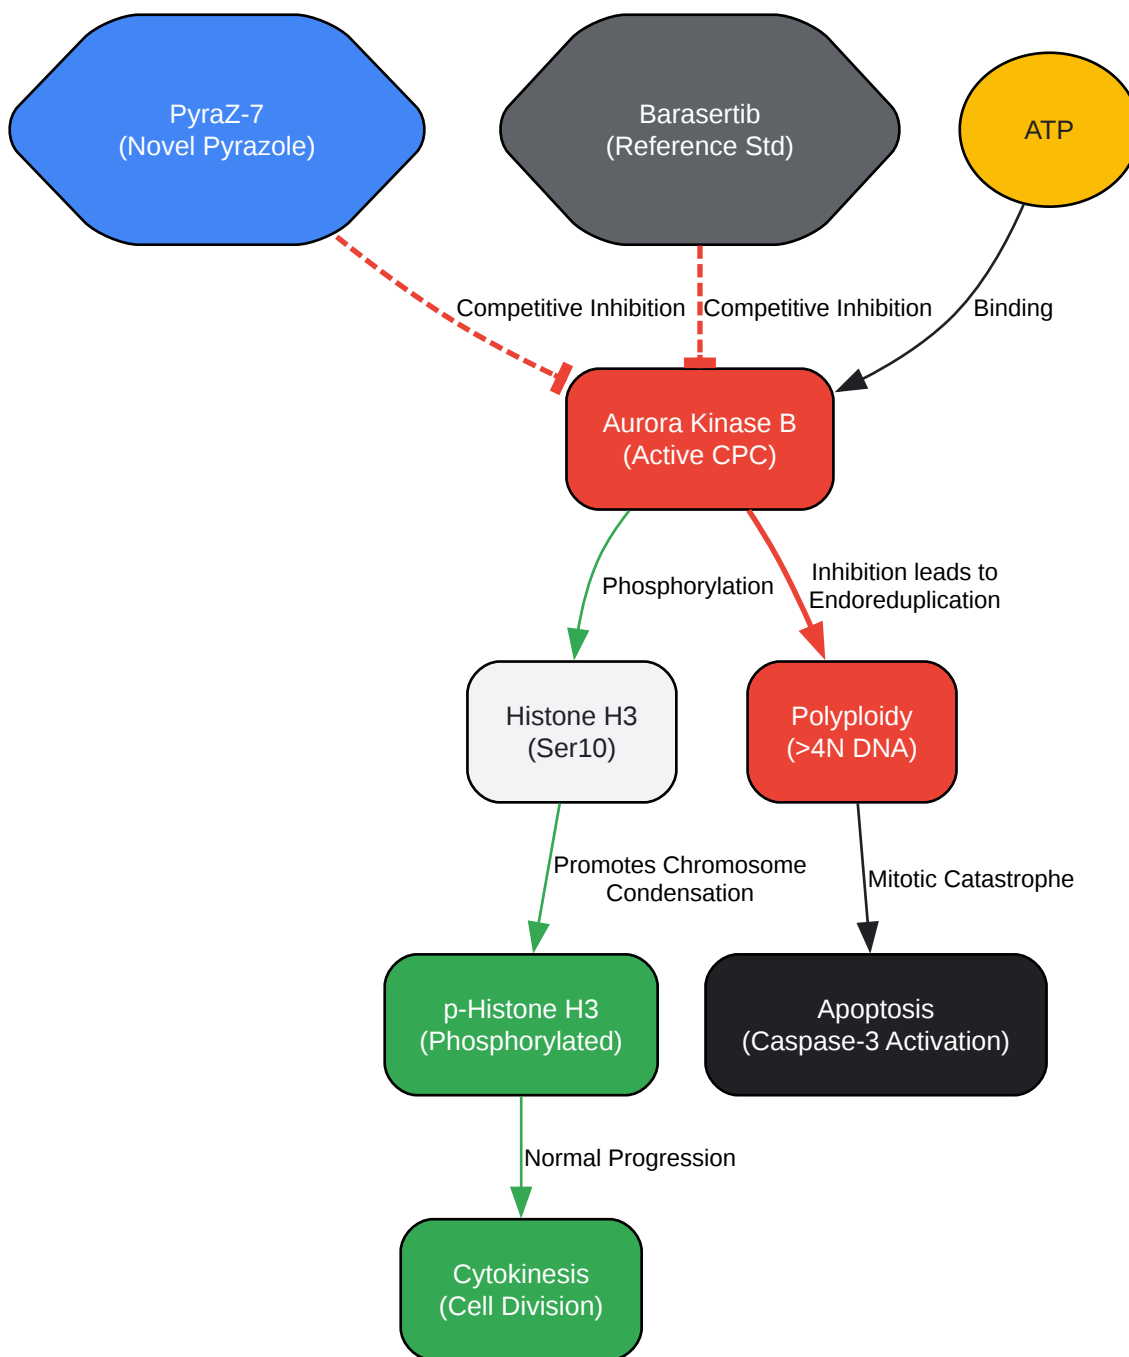 PyraZ-7
(Novel Pyrazole)
Barasertib
(Reference Std)
ATP
Competitive Inhibition
Competitive Inhibition
Binding
Aurora Kinase B
(Active CPC)
Phosphorylation
Inhibition leads to
Endoreduplication
Histone H3
(Ser10)
Polyploidy
(>4N DNA)
Promotes Chromosome
Condensation
Mitotic Catastrophe
p-Histone H3
(Phosphorylated)
Apoptosis
(Caspase-3 Activation)
Normal Progression
Cytokinesis
(Cell Division)